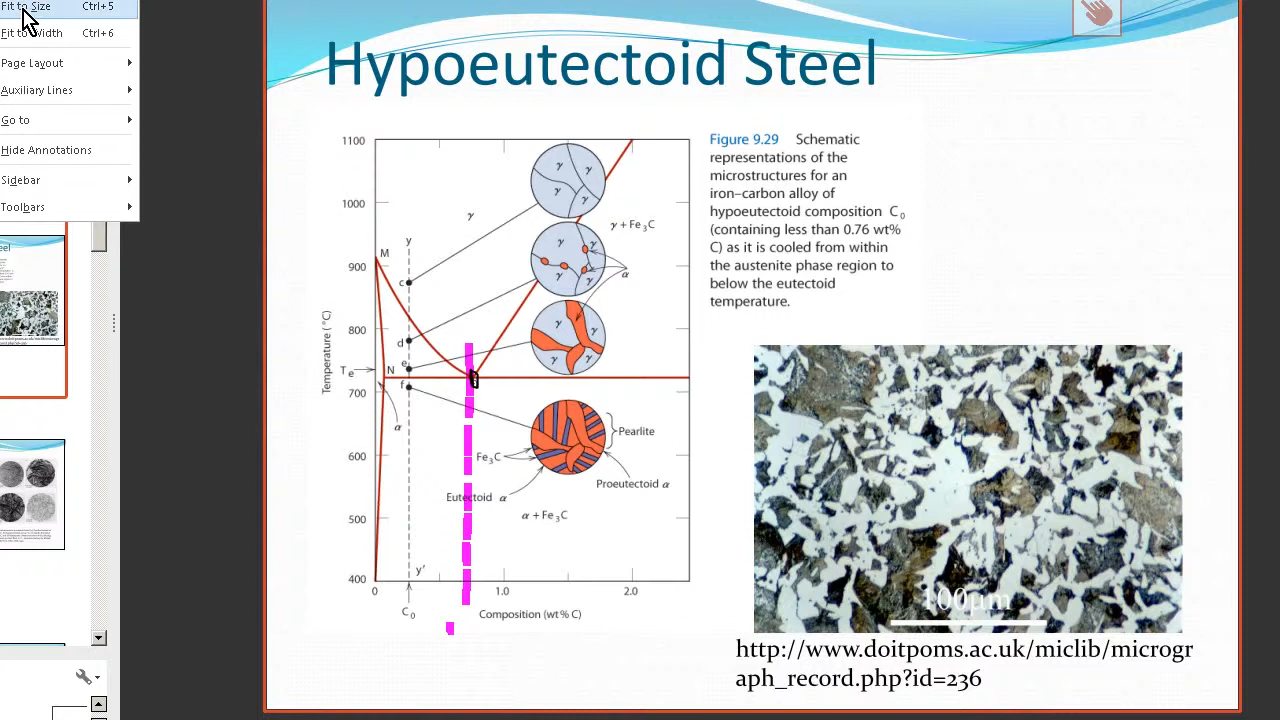 Fit to Size Ctrl+5
Fit to Width Ctrl+6
Page Layout
Auxiliary Lines
Go to
Hide Annotations
Sidebar
Toolbars
Hypoeutectoid Steel
1100
1000
900
800
700
600
500
400
Temperature (°C)
T e
M
N
y
c
d
e
f
γ
γ γ
γ γ
γ γ
γ γ
γ γ
γ
γ + Fe3C
α
α
Pearlite
Fe3C
Proeutectoid α
Eutectoid α
α + Fe3C
y′
0 1.0 2.0
C0
Composition (wt% C)
Figure 9.29 Schematic
representations of the
microstructures for an
iron–carbon alloy of
hypoeutectoid composition C0
(containing less than 0.76 wt%
C) as it is cooled from within
the austenite phase region to
below the eutectoid
temperature.
100μm
http://www.doitpoms.ac.uk/miclib/microgr
aph_record.php?id=236